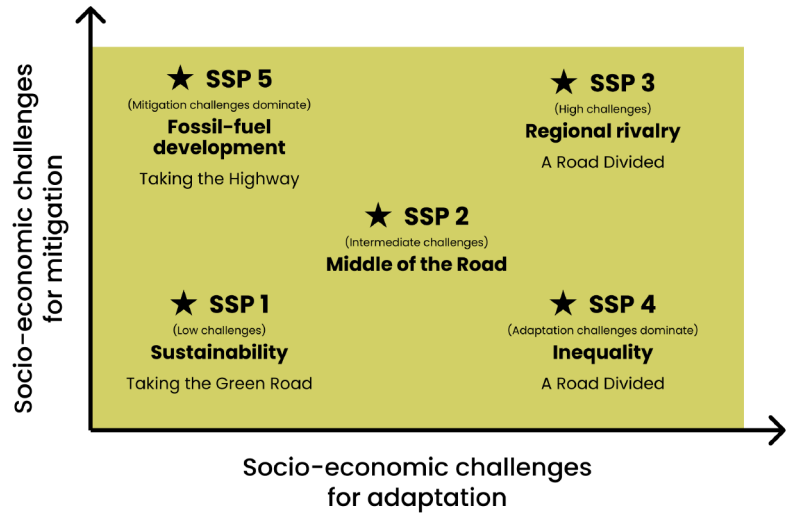 Socio-economic challenges
for mitigation
★ SSP 5
(Mitigation challenges dominate)
Fossil-fuel
development
Taking the Highway
★ SSP 3
(High challenges)
Regional rivalry
A Road Divided
★ SSP 2
(Intermediate challenges)
Middle of the Road
★ SSP 1
(Low challenges)
Sustainability
Taking the Green Road
★ SSP 4
(Adaptation challenges dominate)
Inequality
A Road Divided
Socio-economic challenges
for adaptation